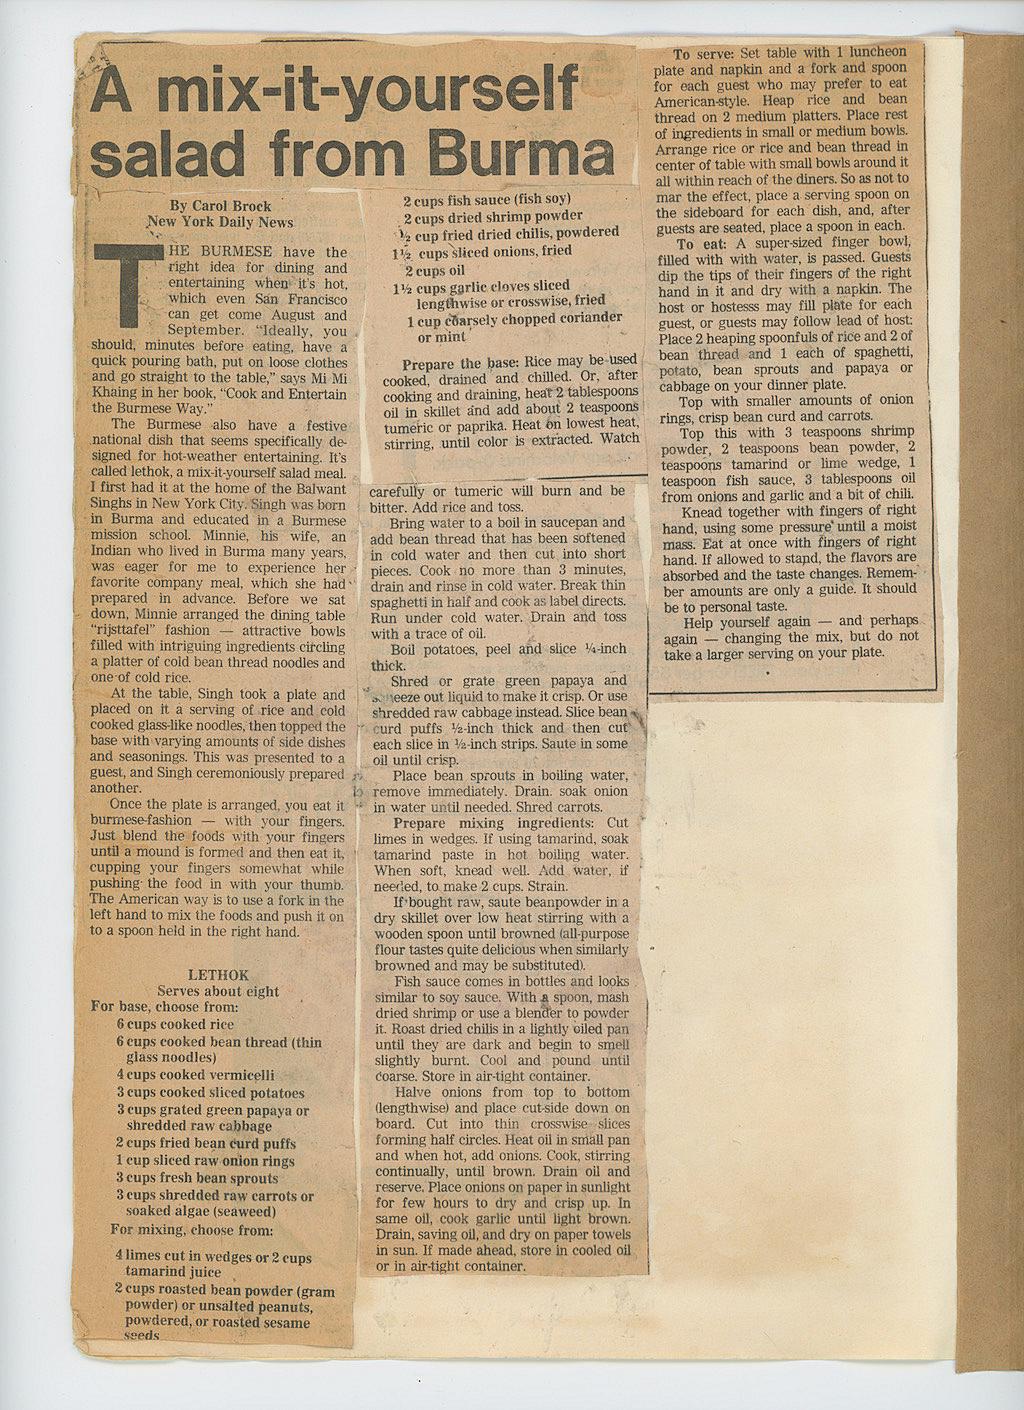 A mix-it-yourself
salad from Burma
By Carol Brock
New York Daily News
THE BURMESE have the
right idea for dining and
entertaining when it's hot,
which even San Francisco
can get come August and
September. "Ideally, you
should, minutes before eating, have a
quick pouring bath, put on loose clothes
and go straight to the table," says Mi Mi
Khaing in her book, "Cook and Entertain
the Burmese Way."
The Burmese also have a festive
national dish that seems specifically de-
signed for hot-weather entertaining. It's
called lethok, a mix-it-yourself salad meal.
I first had it at the home of the Balwant
Singhs in New York City. Singh was born
in Burma and educated in a Burmese
mission school. Minnie, his wife, an
Indian who lived in Burma many years,
was eager for me to experience her
favorite company meal, which she had
prepared in advance. Before we sat
down, Minnie arranged the dining table
"rijsttafel" fashion — attractive bowls
filled with intriguing ingredients circling
a platter of cold bean thread noodles and
one of cold rice.
At the table, Singh took a plate and
placed on it a serving of rice and cold
cooked glass-like noodles, then topped the
base with varying amounts of side dishes
and seasonings. This was presented to a
guest, and Singh ceremoniously prepared
another.
Once the plate is arranged, you eat it
burmese-fashion — with your fingers.
Just blend the foods with your fingers
until a mound is formed and then eat it,
cupping your fingers somewhat while
pushing the food in with your thumb.
The American way is to use a fork in the
left hand to mix the foods and push it on
to a spoon held in the right hand.
LETHOK
Serves about eight
For base, choose from:
6 cups cooked rice
6 cups cooked bean thread (thin
glass noodles)
4 cups cooked vermicelli
3 cups cooked sliced potatoes
3 cups grated green papaya or
shredded raw cabbage
2 cups fried bean curd puffs
1 cup sliced raw onion rings
3 cups fresh bean sprouts
3 cups shredded raw carrots or
soaked algae (seaweed)
For mixing, choose from:
4 limes cut in wedges or 2 cups
tamarind juice
2 cups roasted bean powder (gram
powder) or unsalted peanuts,
powdered, or roasted sesame
seeds
2 cups fish sauce (fish soy)
2 cups dried shrimp powder
½ cup fried dried chilis, powdered
1½ cups sliced onions, fried
2 cups oil
1½ cups garlic cloves sliced
lengthwise or crosswise, fried
1 cup coarsely chopped coriander
or mint
Prepare the base: Rice may be used
cooked, drained and chilled. Or, after
cooking and draining, heat 2 tablespoons
oil in skillet and add about 2 teaspoons
tumeric or paprika. Heat on lowest heat,
stirring, until color is extracted. Watch
carefully or tumeric will burn and be
bitter. Add rice and toss.
Bring water to a boil in saucepan and
add bean thread that has been softened
in cold water and then cut into short
pieces. Cook no more than 3 minutes,
drain and rinse in cold water. Break thin
spaghetti in half and cook as label directs.
Run under cold water. Drain and toss
with a trace of oil.
Boil potatoes, peel and slice ¼-inch
thick.
Shred or grate green papaya and
squeeze out liquid to make it crisp. Or use
shredded raw cabbage instead. Slice bean
curd puffs ½-inch thick and then cut
each slice in ½-inch strips. Saute in some
oil until crisp.
Place bean sprouts in boiling water,
remove immediately. Drain. soak onion
in water until needed. Shred carrots.
Prepare mixing ingredients: Cut
limes in wedges. If using tamarind, soak
tamarind paste in hot boiling water.
When soft, knead well. Add water, if
needed, to make 2 cups. Strain.
If bought raw, saute beanpowder in a
dry skillet over low heat stirring with a
wooden spoon until browned (all-purpose
flour tastes quite delicious when similarly
browned and may be substituted).
Fish sauce comes in bottles and looks
similar to soy sauce. With a spoon, mash
dried shrimp or use a blender to powder
it. Roast dried chilis in a lightly oiled pan
until they are dark and begin to smell
slightly burnt. Cool and pound until
coarse. Store in air-tight container.
Halve onions from top to bottom
(lengthwise) and place cut-side down on
board. Cut into thin crosswise slices
forming half circles. Heat oil in small pan
and when hot, add onions. Cook, stirring
continually, until brown. Drain oil and
reserve. Place onions on paper in sunlight
for few hours to dry and crisp up. In
same oil, cook garlic until light brown.
Drain, saving oil, and dry on paper towels
in sun. If made ahead, store in cooled oil
or in air-tight container.
To serve: Set table with 1 luncheon
plate and napkin and a fork and spoon
for each guest who may prefer to eat
American-style. Heap rice and bean
thread on 2 medium platters. Place rest
of ingredients in small or medium bowls.
Arrange rice or rice and bean thread in
center of table with small bowls around it
all within reach of the diners. So as not to
mar the effect, place a serving spoon on
the sideboard for each dish, and, after
guests are seated, place a spoon in each.
To eat: A super-sized finger bowl,
filled with with water, is passed. Guests
dip the tips of their fingers of the right
hand in it and dry with a napkin. The
host or hostesss may fill plate for each
guest, or guests may follow lead of host:
Place 2 heaping spoonfuls of rice and 2 of
bean thread and 1 each of spaghetti,
potato, bean sprouts and papaya or
cabbage on your dinner plate.
Top with smaller amounts of onion
rings, crisp bean curd and carrots.
Top this with 3 teaspoons shrimp
powder, 2 teaspoons bean powder, 2
teaspoons tamarind or lime wedge, 1
teaspoon fish sauce, 3 tablespoons oil
from onions and garlic and a bit of chili.
Knead together with fingers of right
hand, using some pressure until a moist
mass. Eat at once with fingers of right
hand. If allowed to stand, the flavors are
absorbed and the taste changes. Remem-
ber amounts are only a guide. It should
be to personal taste.
Help yourself again — and perhaps
again — changing the mix, but do not
take a larger serving on your plate.